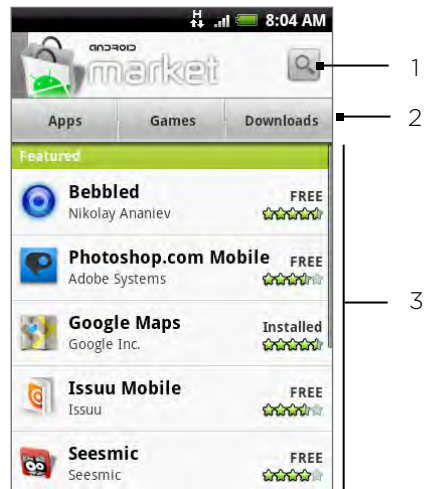 H 8:04 AM
ANDROID
market
1
Apps Games Downloads
2
Featured
Bebbled
FREE
Nikolay Ananiev
Photoshop.com Mobile
FREE
Adobe Systems
3
Google Maps
Installed
Google Inc.
Issuu Mobile
FREE
Issuu
Seesmic
FREE
Seesmic